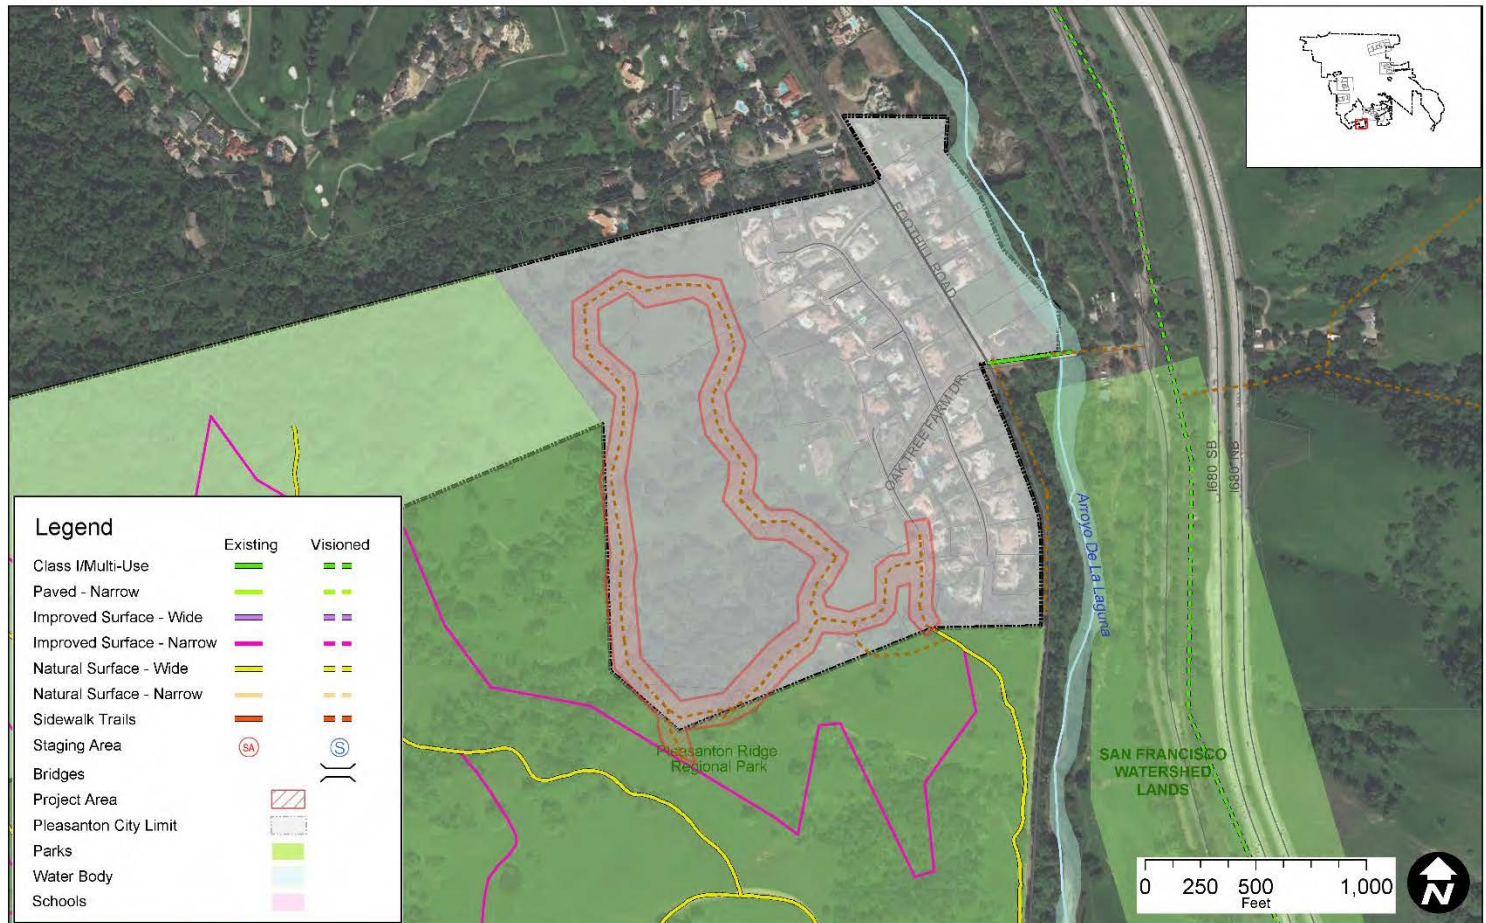 FOOTHILL ROAD
OAK TREE FARM DR
Arroyo De La Laguna
I680 SB
I680 NB
Legend
Existing Visioned
Class I/Multi-Use
Paved - Narrow
Improved Surface - Wide
Improved Surface - Narrow
Natural Surface - Wide
Natural Surface - Narrow
Sidewalk Trails
Staging Area SA S
Bridges
Project Area
Pleasanton City Limit
Parks
Water Body
Schools
Pleasanton Ridge
Regional Park
SAN FRANCISCO
WATERSHED
LANDS
0 250 500 1,000
Feet
N